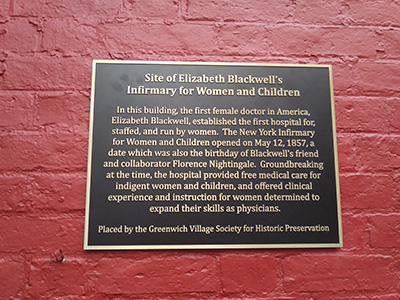 Site of Elizabeth Blackwell's
Infirmary for Women and Children
In this building, the first female doctor in America,
Elizabeth Blackwell, established the first hospital for,
staffed, and run by women. The New York Infirmary
for Women and Children opened on May 12, 1857, a
date which was also the birthday of Blackwell's friend
and collaborator Florence Nightingale. Groundbreaking
at the time, the hospital provided free medical care for
indigent women and children, and offered clinical
experience and instruction for women determined to
expand their skills as physicians.
Placed by the Greenwich Village Society for Historic Preservation